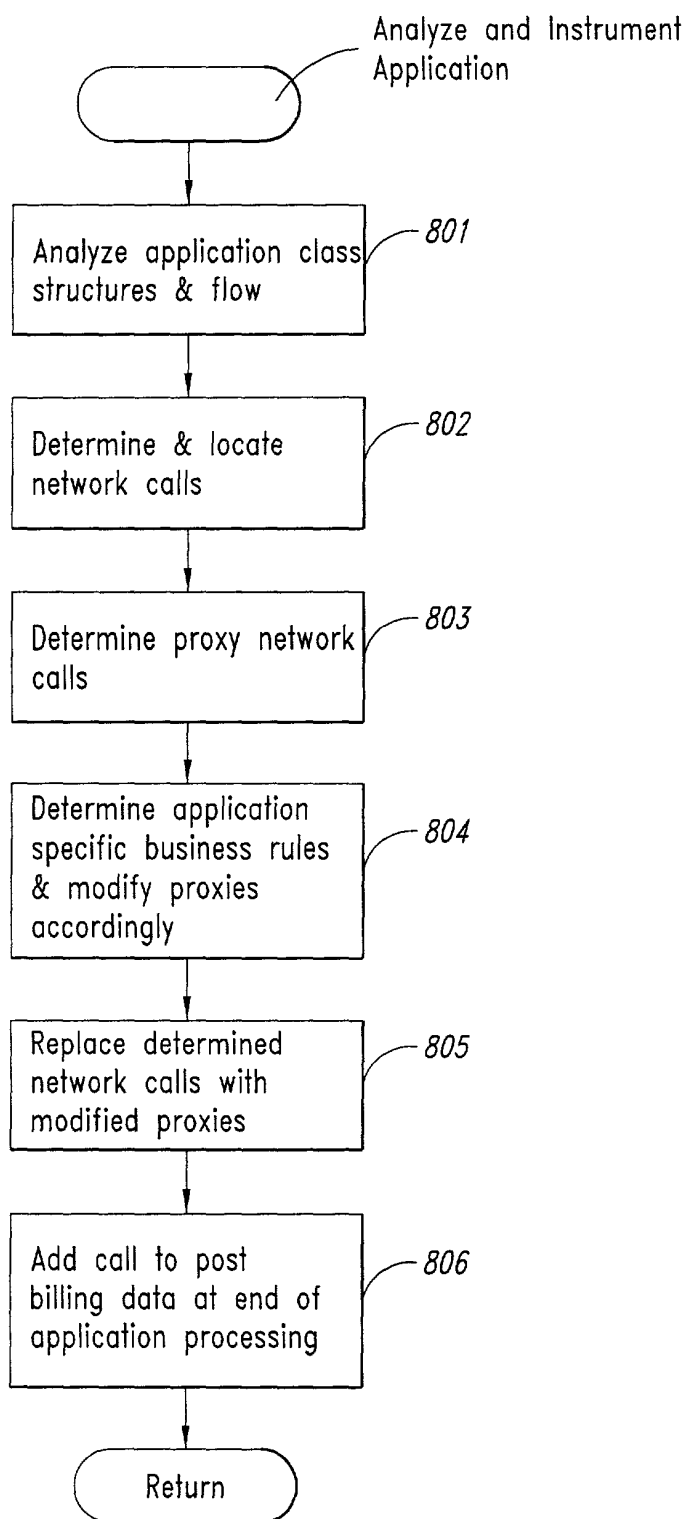 Analyze and Instrument
Application
Analyze application class
structures & flow
801
Determine & locate
network calls
802
Determine proxy network
calls
803
Determine application
specific business rules
& modify proxies
accordingly
804
Replace determined
network calls with
modified proxies
805
Add call to post
billing data at end of
application processing
806
Return